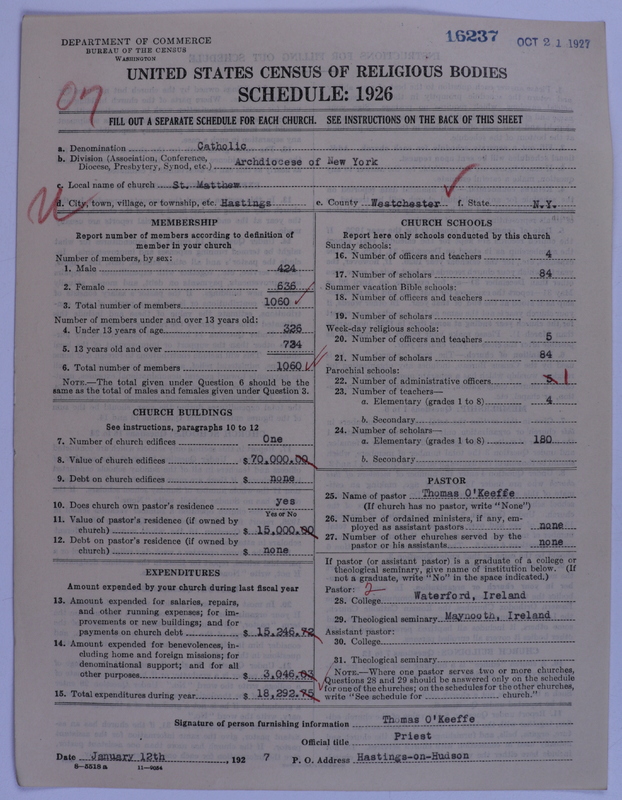 DEPARTMENT OF COMMERCE
BUREAU OF THE CENSUS
WASHINGTON
16237
OCT 21 1927
UNITED STATES CENSUS OF RELIGIOUS BODIES
SCHEDULE: 1926
FILL OUT A SEPARATE SCHEDULE FOR EACH CHURCH. SEE INSTRUCTIONS ON THE BACK OF THIS SHEET
a. Denomination Catholic
b. Division (Association, Conference, Diocese, Presbytery, Synod, etc.) Archdiocese of New York
c. Local name of church St. Matthew
d. City, town, village, or township, etc. Hastings e. County Westchester f. State N.Y.
MEMBERSHIP
Report number of members according to definition of
member in your church
Number of members, by sex:
1. Male 424
2. Female 636
3. Total number of members 1060
Number of members under and over 13 years old:
4. Under 13 years of age 326
5. 13 years old and over 734
6. Total number of members 1060
NOTE.—The total given under Question 6 should be the
same as the total of males and females given under Question 3.
CHURCH BUILDINGS
See instructions, paragraphs 10 to 12
7. Number of church edifices One
8. Value of church edifices $70,000.00
9. Debt on church edifices $ none
10. Does church own pastor's residence yes
Yes or No
11. Value of pastor's residence (if owned by
church) $ 15,000.00
12. Debt on pastor's residence (if owned by
church) $ none
EXPENDITURES
Amount expended by your church during last fiscal year
13. Amount expended for salaries, repairs,
and other running expenses; for im-
provements or new buildings; and for
payments on church debt $ 15,246.72
14. Amount expended for benevolences, in-
cluding home and foreign missions; for
denominational support; and for all
other purposes $ 3,046.03
15. Total expenditures during year $ 18,292.75
CHURCH SCHOOLS
Report here only schools conducted by this church
Sunday schools:
16. Number of officers and teachers 4
17. Number of scholars 84
Summer vacation Bible schools:
18. Number of officers and teachers
19. Number of scholars
Week-day religious schools:
20. Number of officers and teachers 5
21. Number of scholars 84
Parochial schools:
22. Number of administrative officers 5 1
23. Number of teachers—
a. Elementary (grades 1 to 8) 4
b. Secondary
24. Number of scholars—
a. Elementary (grades 1 to 8) 180
b. Secondary
PASTOR
25. Name of pastor Thomas O'Keeffe
(If church has no pastor, write "None")
26. Number of ordained ministers, if any, em-
ployed as assistant pastors none
27. Number of other churches served by the
pastor or his assistants none
If pastor (or assistant pastor) is a graduate of a college or
theological seminary, give name of institution below. (If
not a graduate, write "No" in the space indicated.)
Pastor: 2
28. College Waterford, Ireland
29. Theological seminary Maynooth, Ireland
Assistant pastor:
30. College
31. Theological seminary
NOTE.—Where one pastor serves two or more churches,
Questions 28 and 29 should be answered only on the schedule
for one of the churches; on the schedules for the other churches,
write "See schedule for church."
Signature of person furnishing information Thomas O'Keeffe
Official title Priest
Date January 12th, 192 7 P. O. Address Hastings-on-Hudson
8—5515 a 11—9054